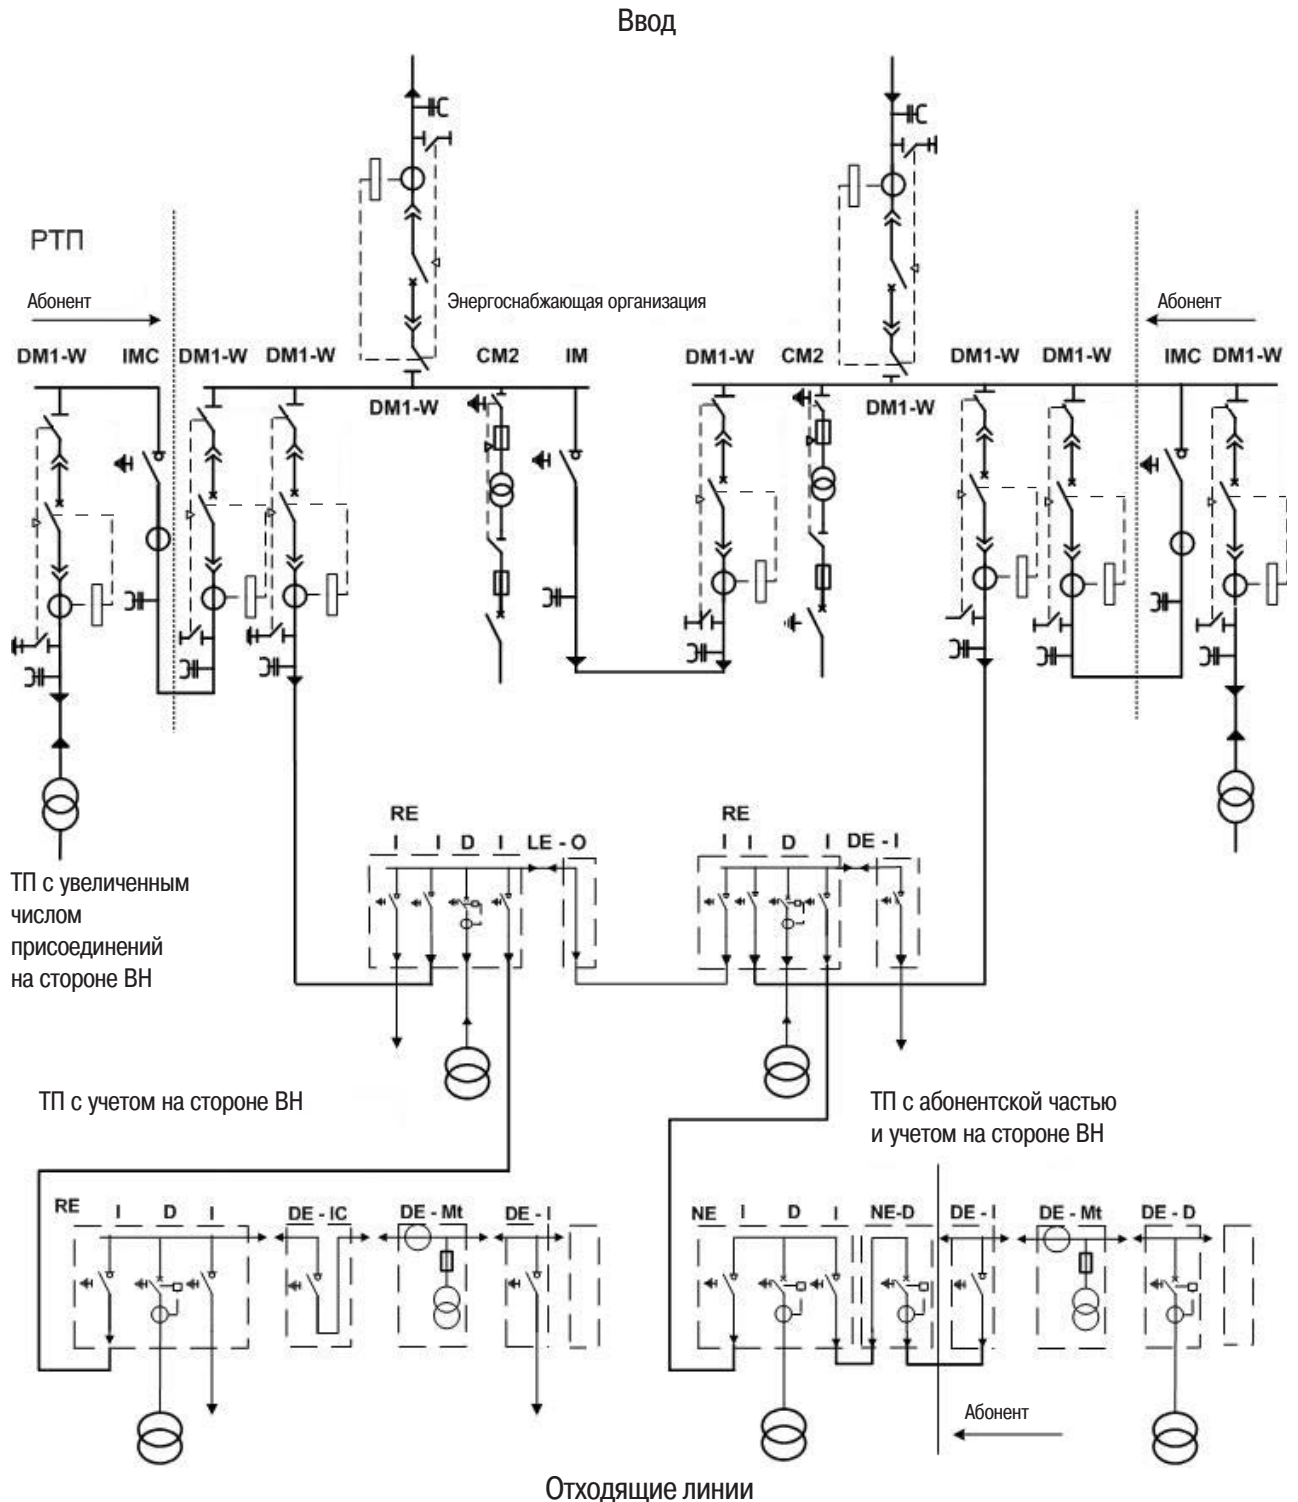 Ввод
РТП
Абонент
Энергоснабжающая организация
Абонент
DM1-W IMC DM1-W DM1-W CM2 IM DM1-W CM2 DM1-W DM1-W IMC DM1-W
DM1-W DM1-W
RE RE
I I D I LE - O I I D I DE - I
ТП с увеличенным
числом
присоединений
на стороне ВН
ТП с учетом на стороне ВН
ТП с абонентской частью
и учетом на стороне ВН
RE I D I DE - IC DE - Mt DE - I NE I D I NE-D DE - I DE - Mt DE - D
Абонент
Отходящие линии